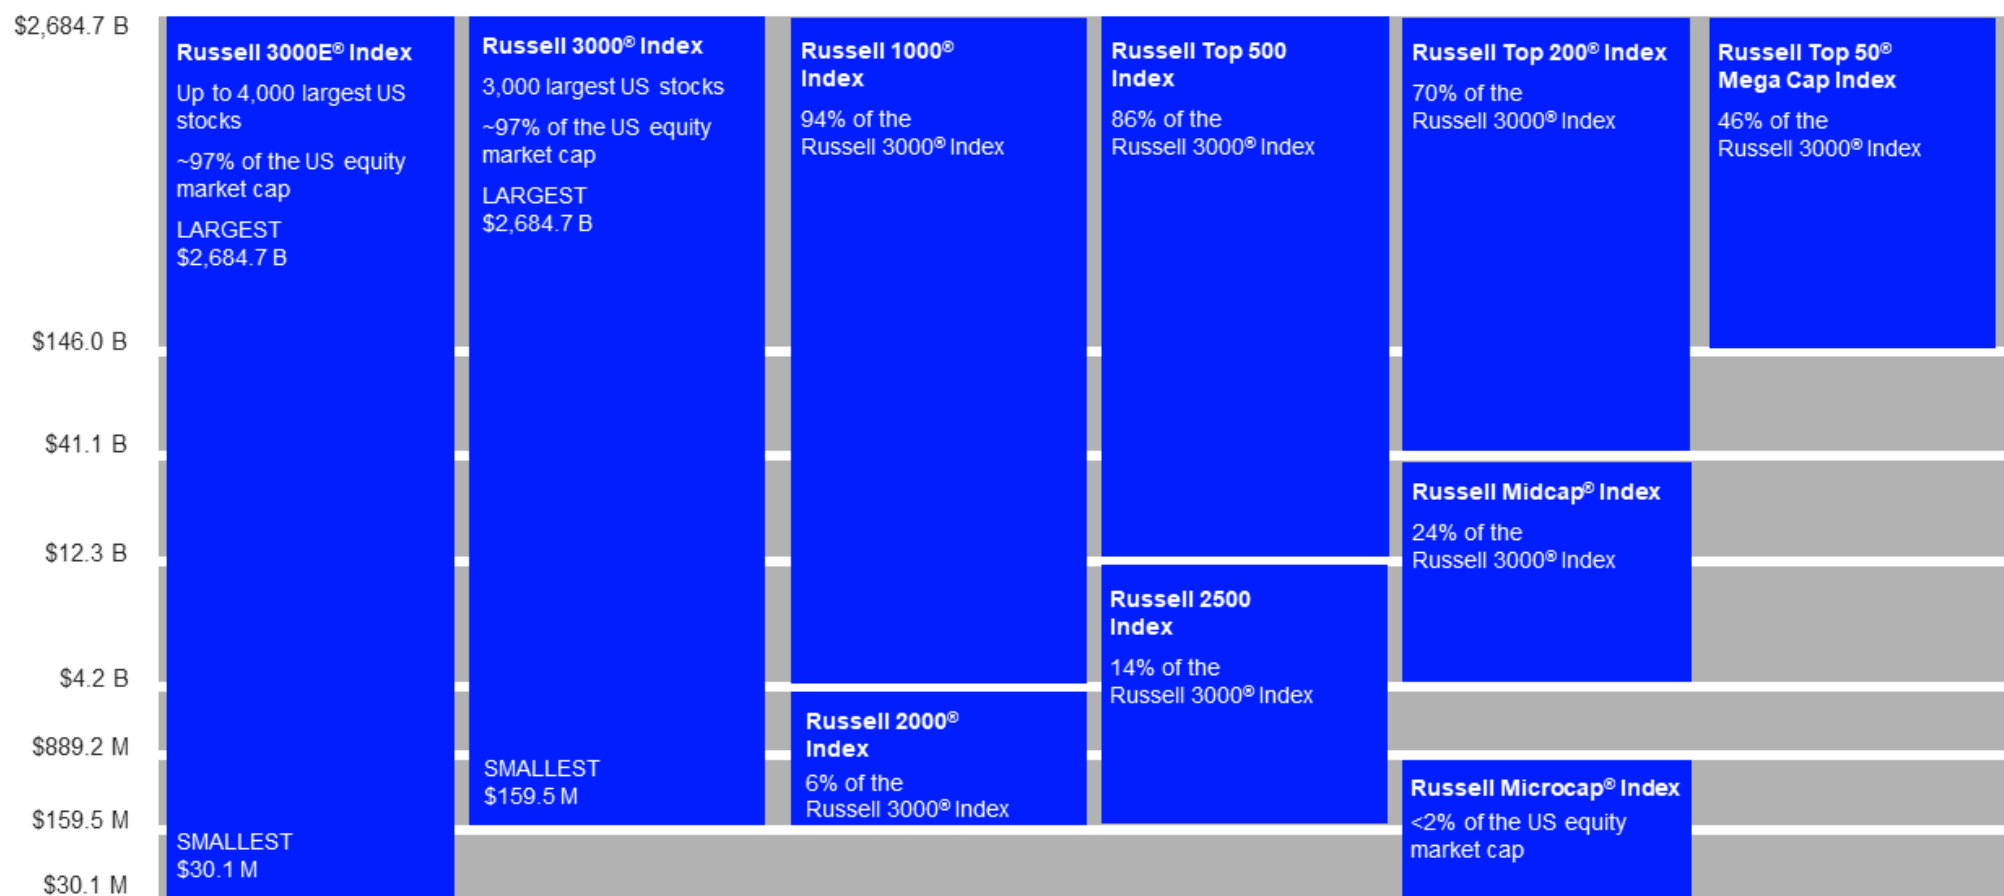 $2,684.7 B
$146.0 B
$41.1 B
$12.3 B
$4.2 B
$889.2 M
$159.5 M
$30.1 M
Russell 3000E® Index
Up to 4,000 largest US
stocks
~97% of the US equity
market cap
LARGEST
$2,684.7 B
SMALLEST
$30.1 M
Russell 3000® Index
3,000 largest US stocks
~97% of the US equity
market cap
LARGEST
$2,684.7 B
SMALLEST
$159.5 M
Russell 1000®
Index
94% of the
Russell 3000® Index
Russell 2000®
Index
6% of the
Russell 3000® Index
Russell Top 500
Index
86% of the
Russell 3000® Index
Russell 2500
Index
14% of the
Russell 3000® Index
Russell Top 200® Index
70% of the
Russell 3000® Index
Russell Midcap® Index
24% of the
Russell 3000® Index
Russell Microcap® Index
<2% of the US equity
market cap
Russell Top 50®
Mega Cap Index
46% of the
Russell 3000® Index